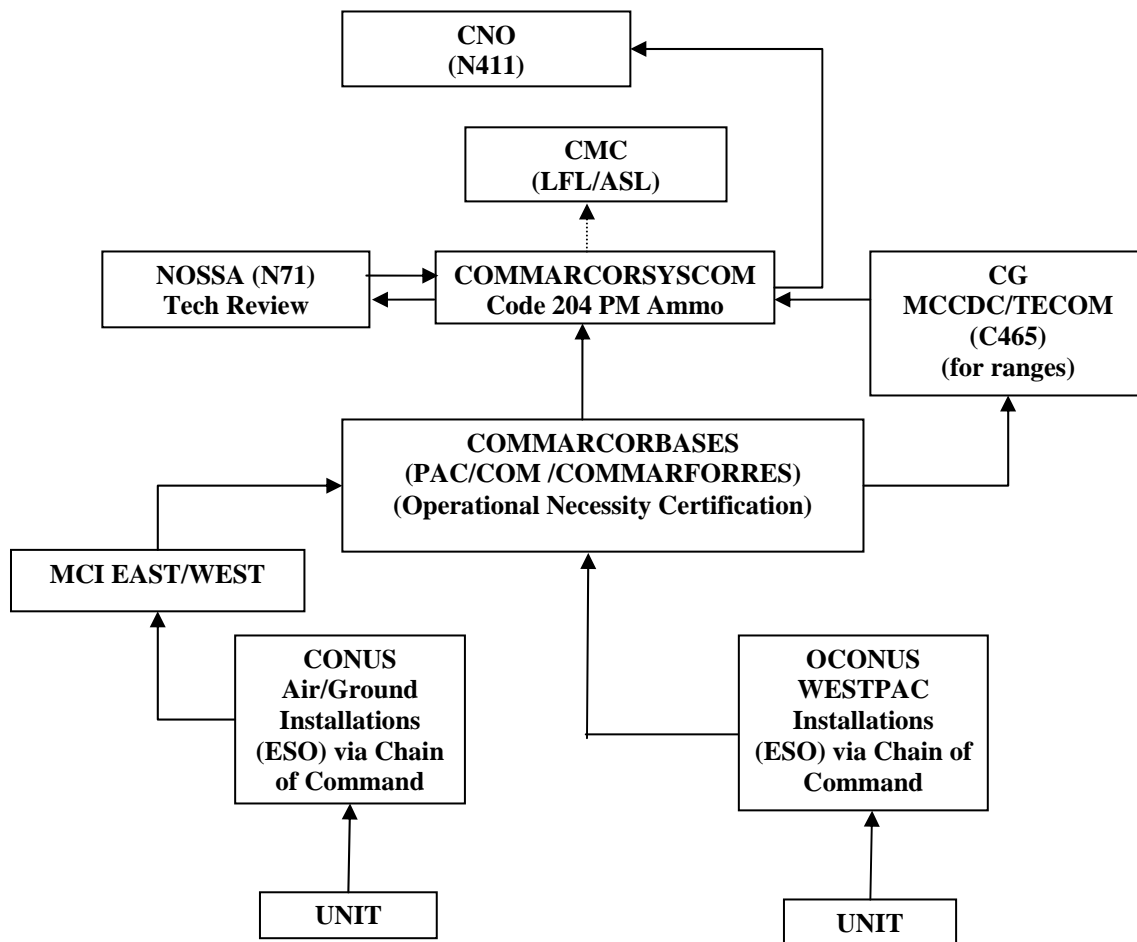 CNO
(N411)
CMC
(LFL/ASL)
NOSSA (N71)
Tech Review
COMMARCORSYSCOM
Code 204 PM Ammo
CG
MCCDC/TECOM
(C465)
(for ranges)
COMMARCORBASES
(PAC/COM /COMMARFORRES)
(Operational Necessity Certification)
MCI EAST/WEST
CONUS
Air/Ground
Installations
(ESO) via Chain
of Command
OCONUS
WESTPAC
Installations
(ESO) via Chain of
Command
UNIT
UNIT